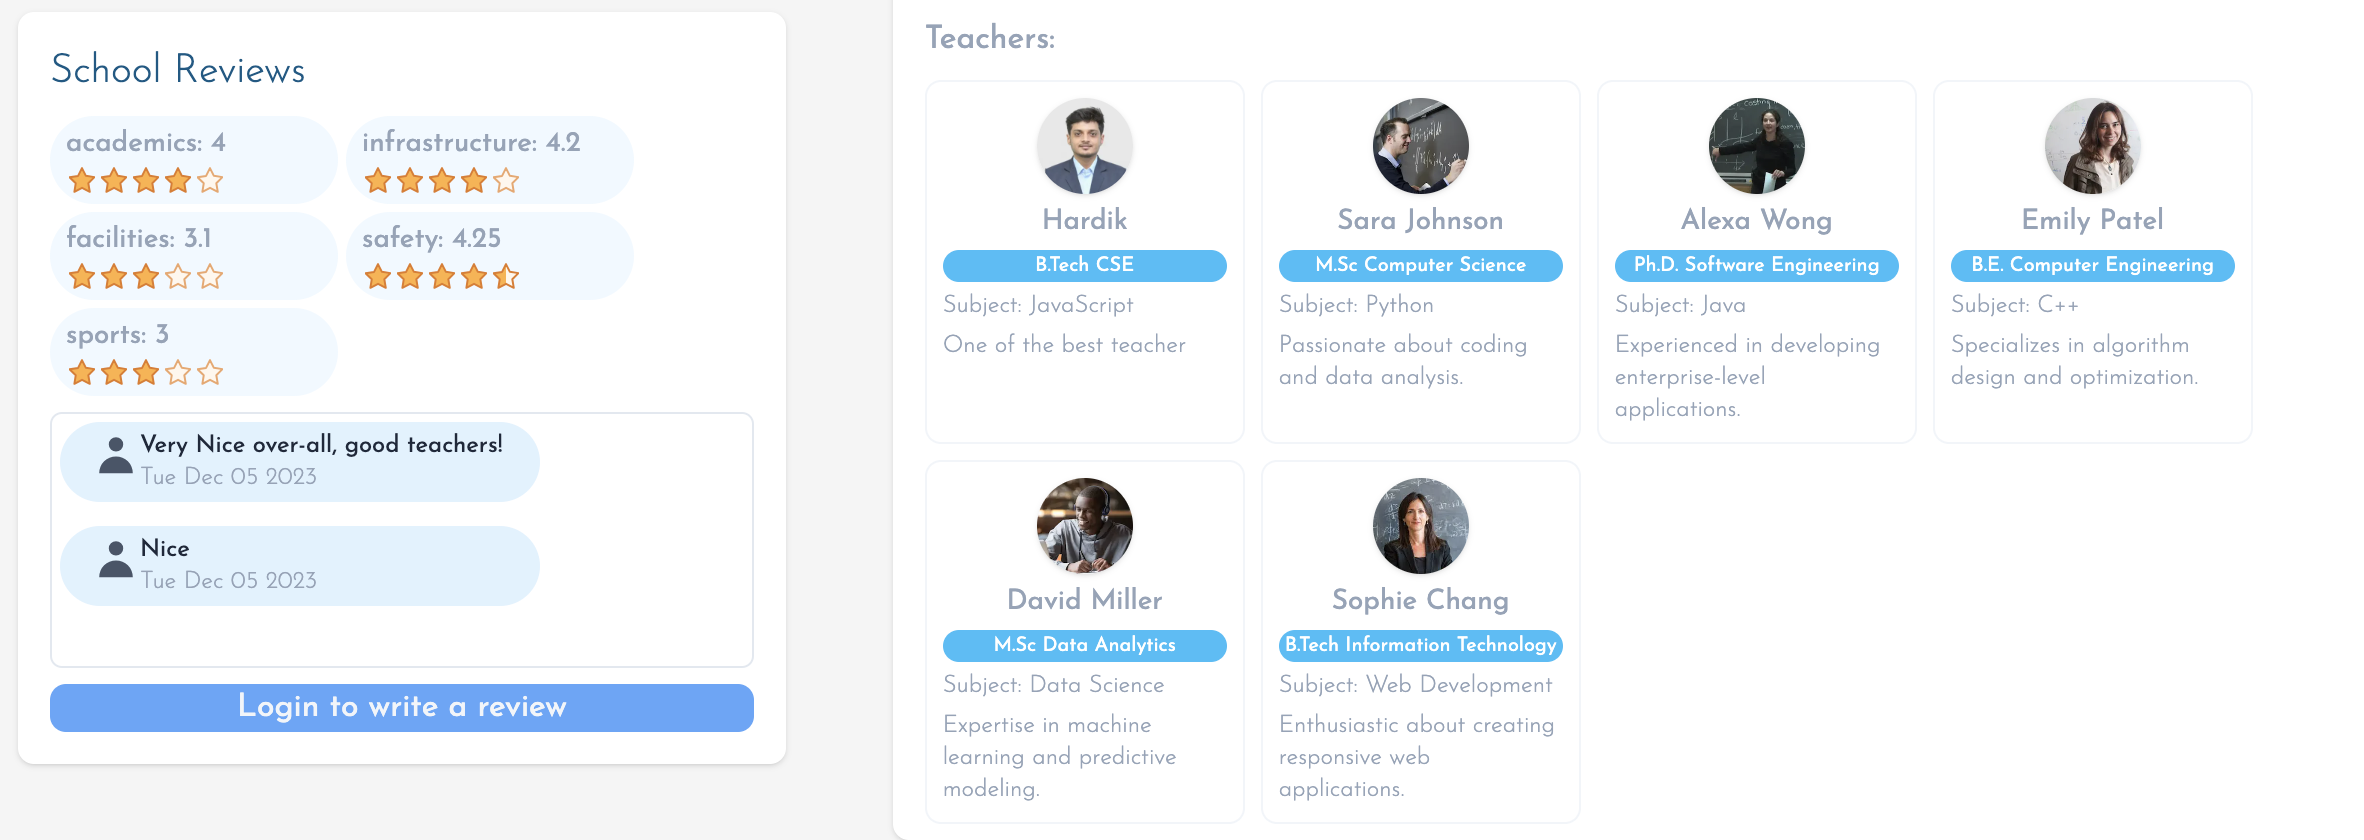 School Reviews
academics: 4
infrastructure: 4.2
facilities: 3.1
safety: 4.25
sports: 3
Very Nice over-all, good teachers!
Tue Dec 05 2023
Nice
Tue Dec 05 2023
Login to write a review
Teachers:
Hardik
B.Tech CSE
Subject: JavaScript
One of the best teacher
Sara Johnson
M.Sc Computer Science
Subject: Python
Passionate about coding
and data analysis.
Alexa Wong
Ph.D. Software Engineering
Subject: Java
Experienced in developing
enterprise-level
applications.
Emily Patel
B.E. Computer Engineering
Subject: C++
Specializes in algorithm
design and optimization.
David Miller
M.Sc Data Analytics
Subject: Data Science
Expertise in machine
learning and predictive
modeling.
Sophie Chang
B.Tech Information Technology
Subject: Web Development
Enthusiastic about creating
responsive web
applications.